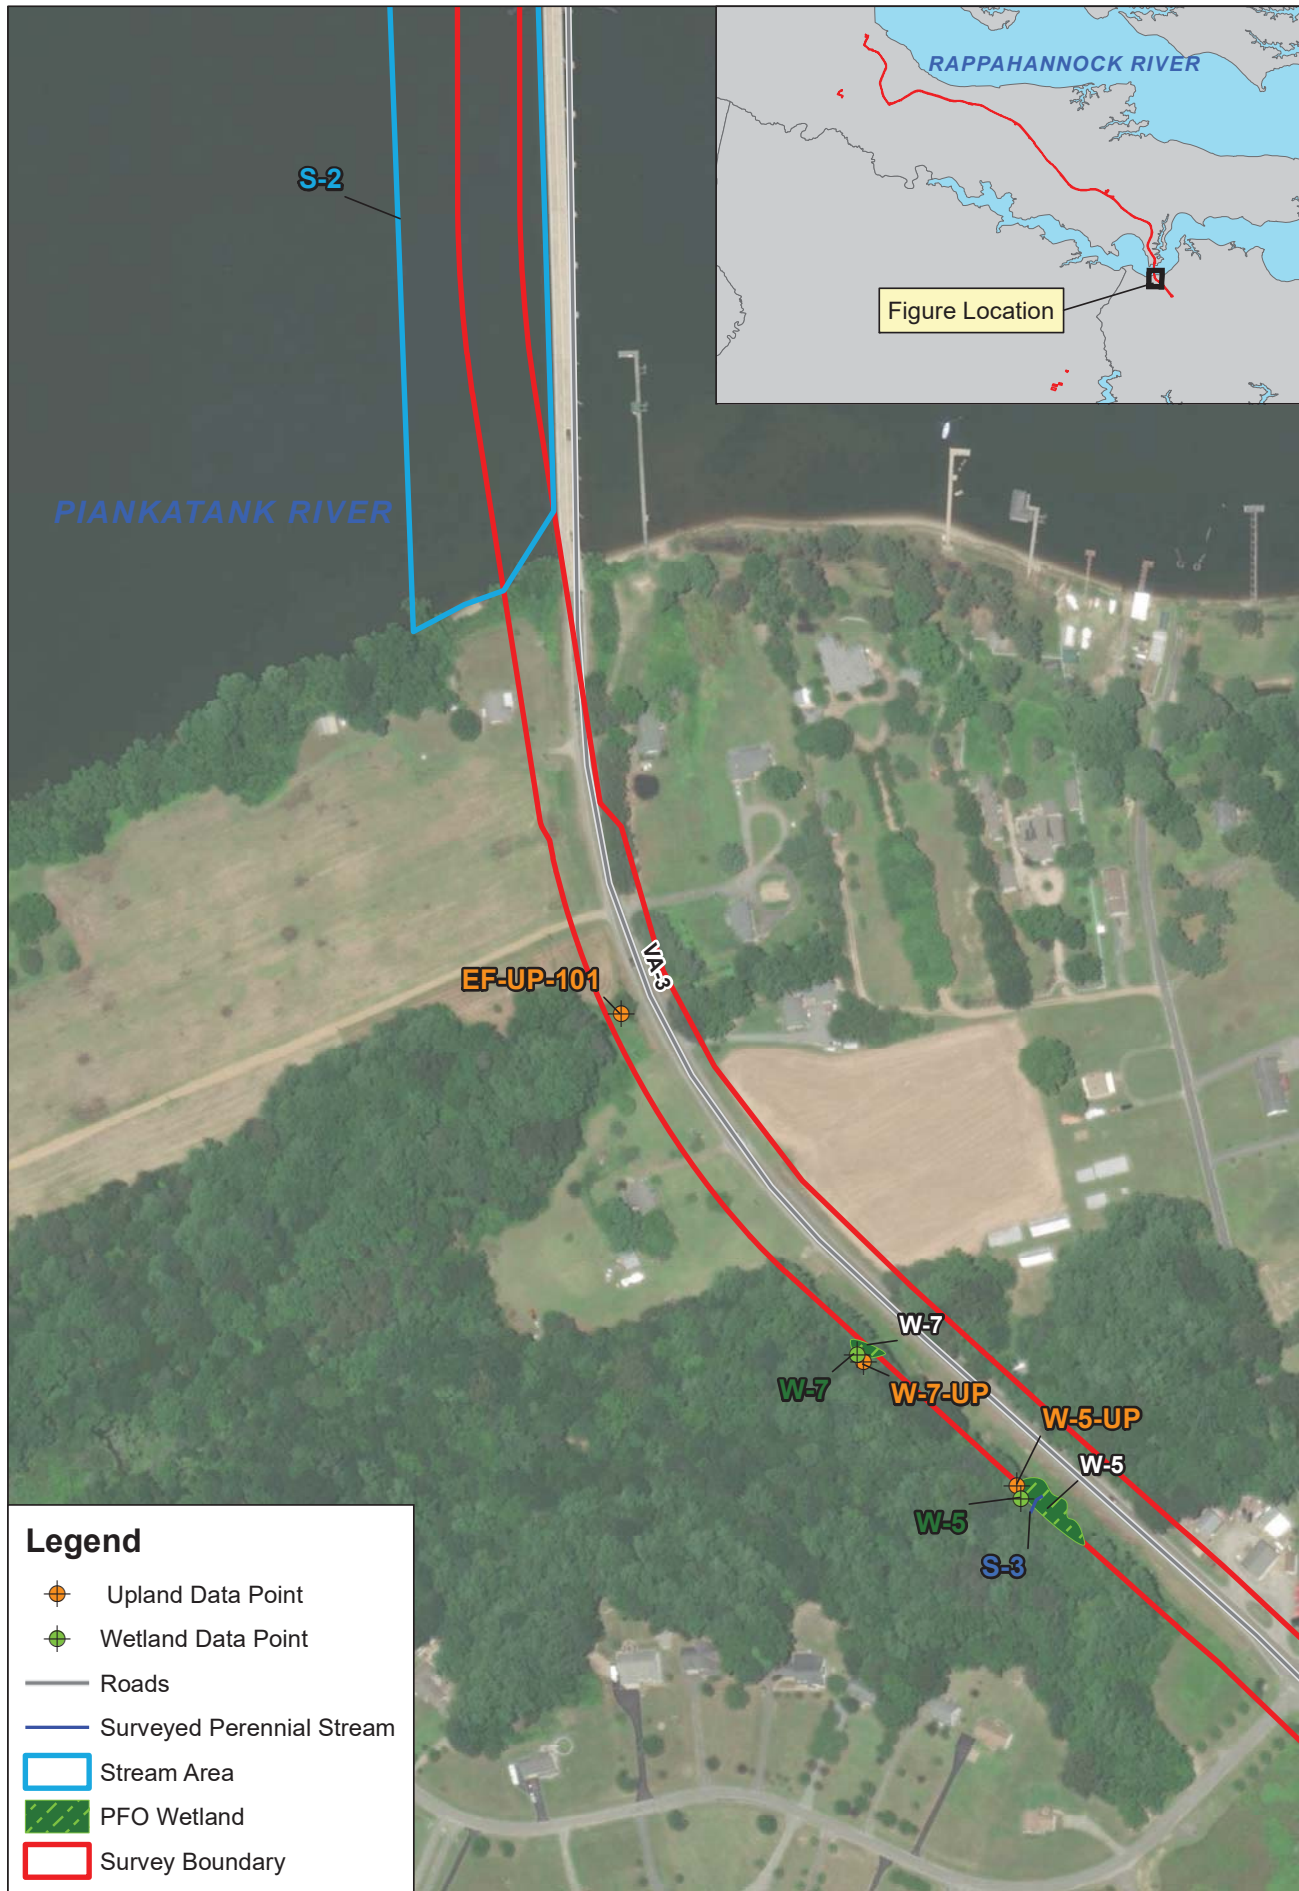 RAPPAHANNOCK RIVER
S-2
Figure Location
PIANKATANK RIVER
EF-UP-101
VA-3
W-7
W-7
W-7-UP
W-5-UP
W-5
W-5
S-3
Legend
Upland Data Point
Wetland Data Point
Roads
Surveyed Perennial Stream
Stream Area
PFO Wetland
Survey Boundary